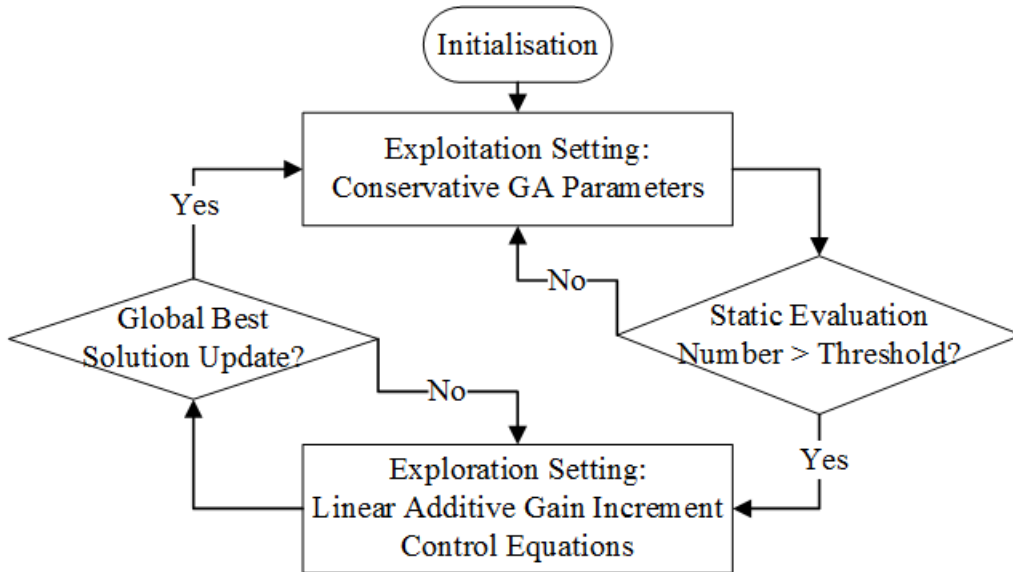 Initialisation
Exploitation Setting:
Conservative GA Parameters
Yes
No
Global Best
Solution Update?
Static Evaluation
Number > Threshold?
No
Yes
Exploration Setting:
Linear Additive Gain Increment
Control Equations